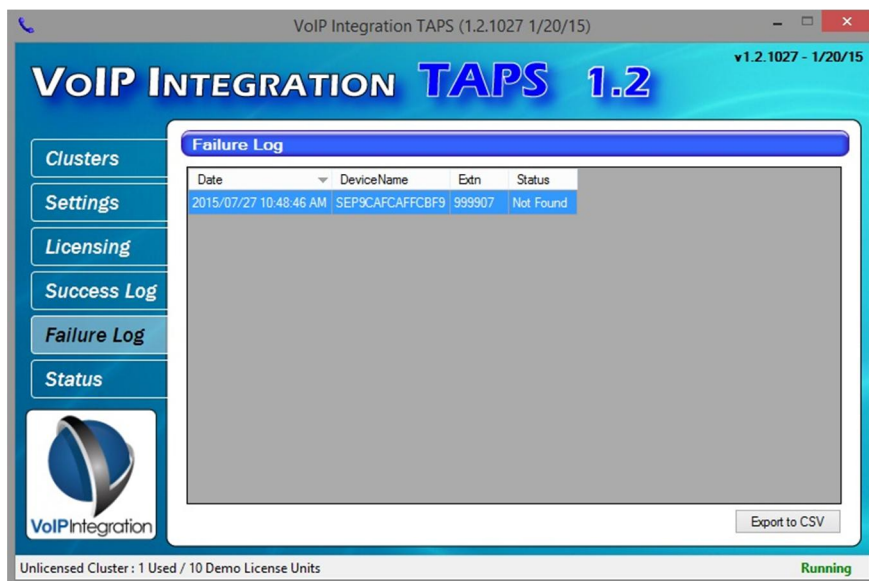 VoIP Integration TAPS (1.2.1027 1/20/15)
VoIP Integration TAPS 1.2
v1.2.1027 - 1/20/15
Clusters
Settings
Licensing
Success Log
Failure Log
Status
VoIPIntegration
Failure Log
Date DeviceName Extn Status
2015/07/27 10:48:46 AM SEP9CAFCAFFCBF9 999907 Not Found
Export to CSV
Unlicensed Cluster : 1 Used / 10 Demo License Units
Running